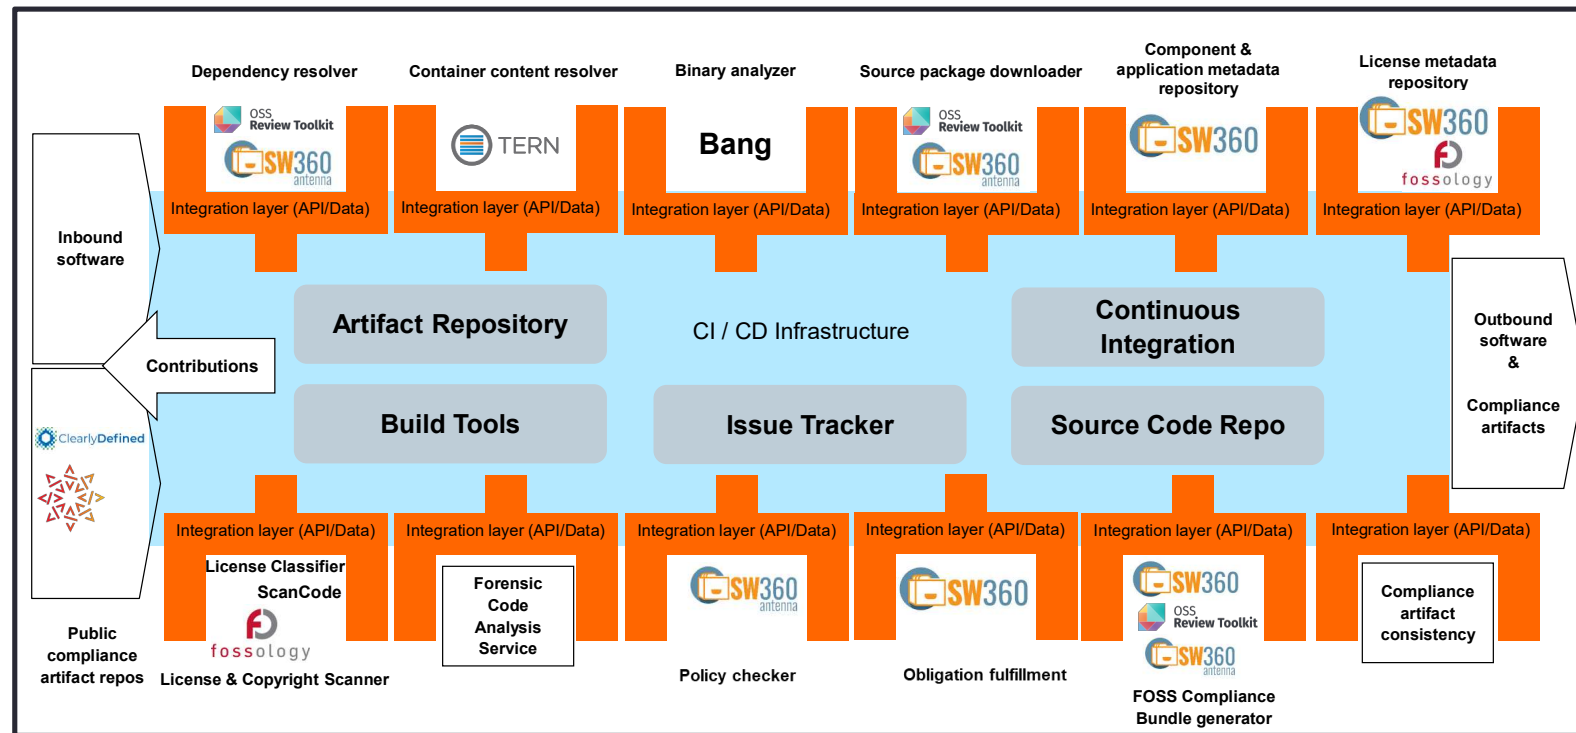 Dependency resolver
Container content resolver
Binary analyzer
Source package downloader
Component &
application metadata
repository
License metadata
repository
OSS
Review Toolkit
SW360
antenna
TERN
Bang
OSS
Review Toolkit
SW360
antenna
SW360
SW360
fossology
Integration layer (API/Data)
Integration layer (API/Data)
Integration layer (API/Data)
Integration layer (API/Data)
Integration layer (API/Data)
Integration layer (API/Data)
Inbound
software
Artifact Repository
CI / CD Infrastructure
Continuous
Integration
Outbound
software
&
Compliance
artifacts
Contributions
Build Tools
Issue Tracker
Source Code Repo
ClearlyDefined
Integration layer (API/Data)
Integration layer (API/Data)
Integration layer (API/Data)
Integration layer (API/Data)
Integration layer (API/Data)
Integration layer (API/Data)
License Classifier
ScanCode
fossology
License & Copyright Scanner
Forensic
Code
Analysis
Service
SW360
antenna
Policy checker
SW360
Obligation fulfillment
SW360
OSS
Review Toolkit
SW360
antenna
FOSS Compliance
Bundle generator
Compliance
artifact
consistency
Public
compliance
artifact repos